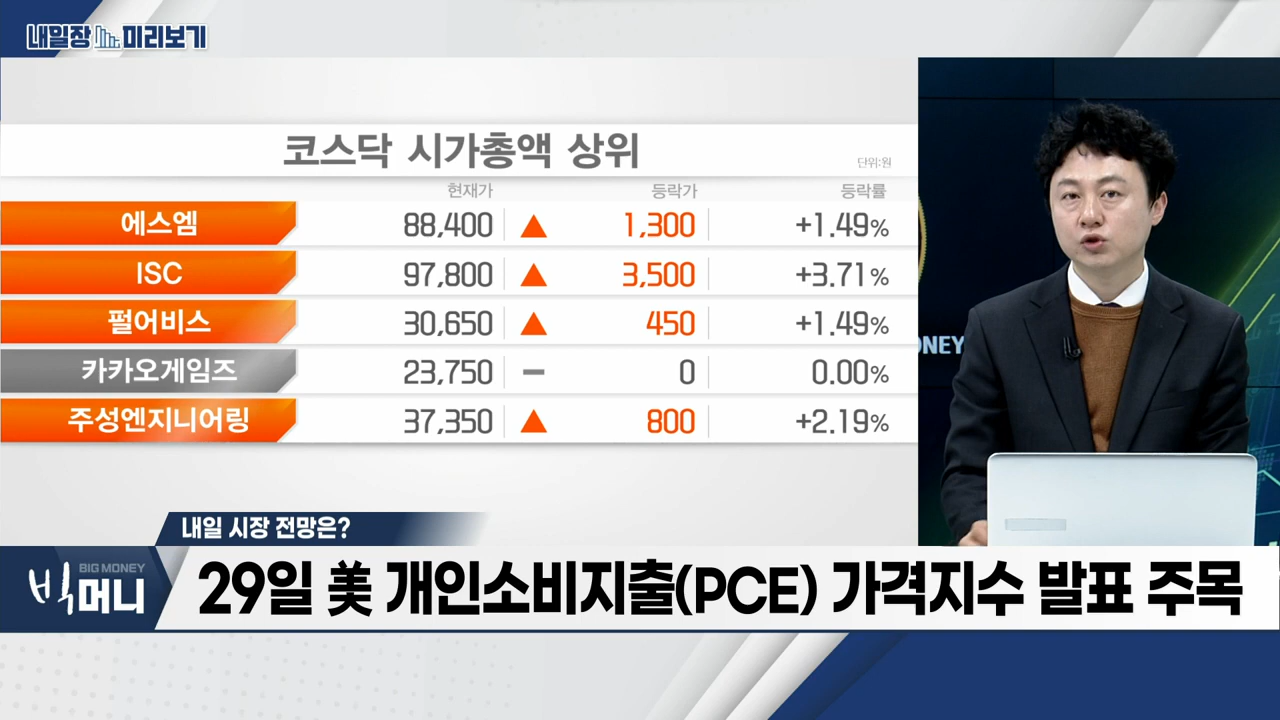 내일장 미리보기
코스닥 시가총액 상위
단위:원
현재가 등락가 등락률
에스엠 88,400 ▲ 1,300 +1.49%
ISC 97,800 ▲ 3,500 +3.71%
펄어비스 30,650 ▲ 450 +1.49%
카카오게임즈 23,750 － 0 0.00%
주성엔지니어링 37,350 ▲ 800 +2.19%
ONEY
내일 시장 전망은?
BIG MONEY
빅머니
29일 美 개인소비지출(PCE) 가격지수 발표 주목